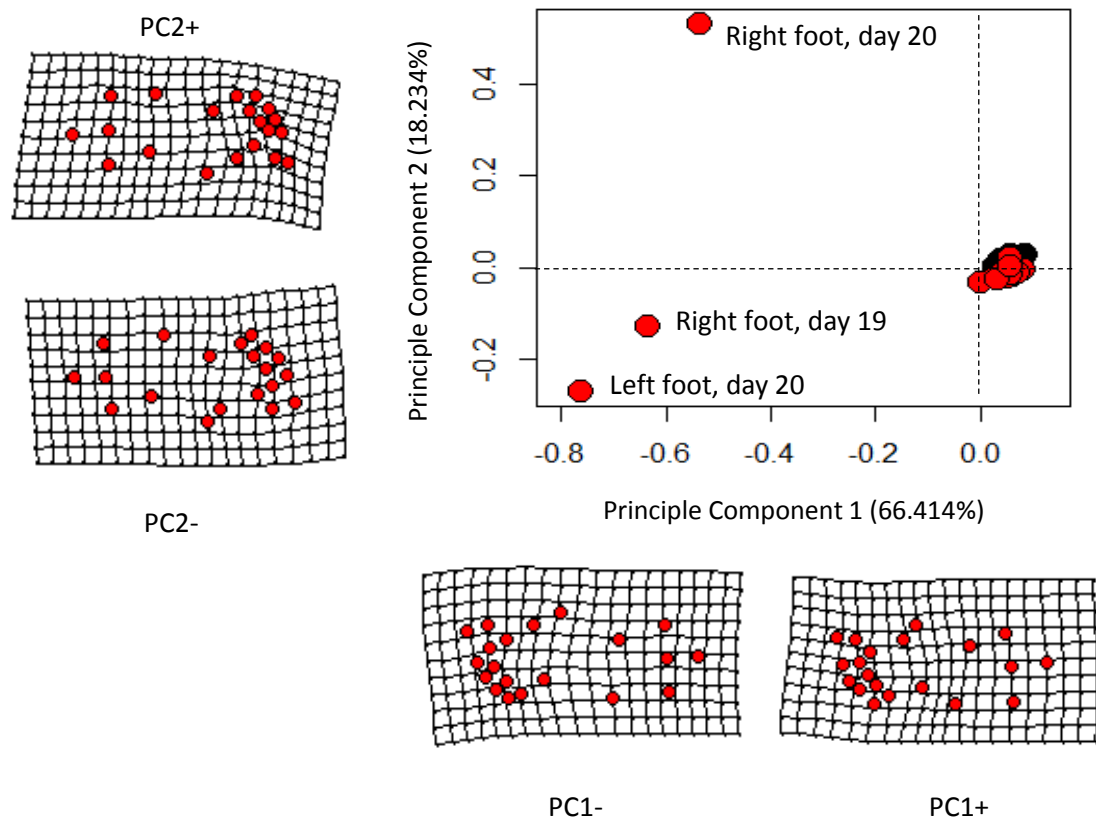 PC2+
PC2-
Principle Component 2 (18.234%)
0.4
0.2
0.0
-0.2
Right foot, day 20
Right foot, day 19
Left foot, day 20
-0.8
-0.6
-0.4
-0.2
0.0
Principle Component 1 (66.414%)
PC1-
PC1+